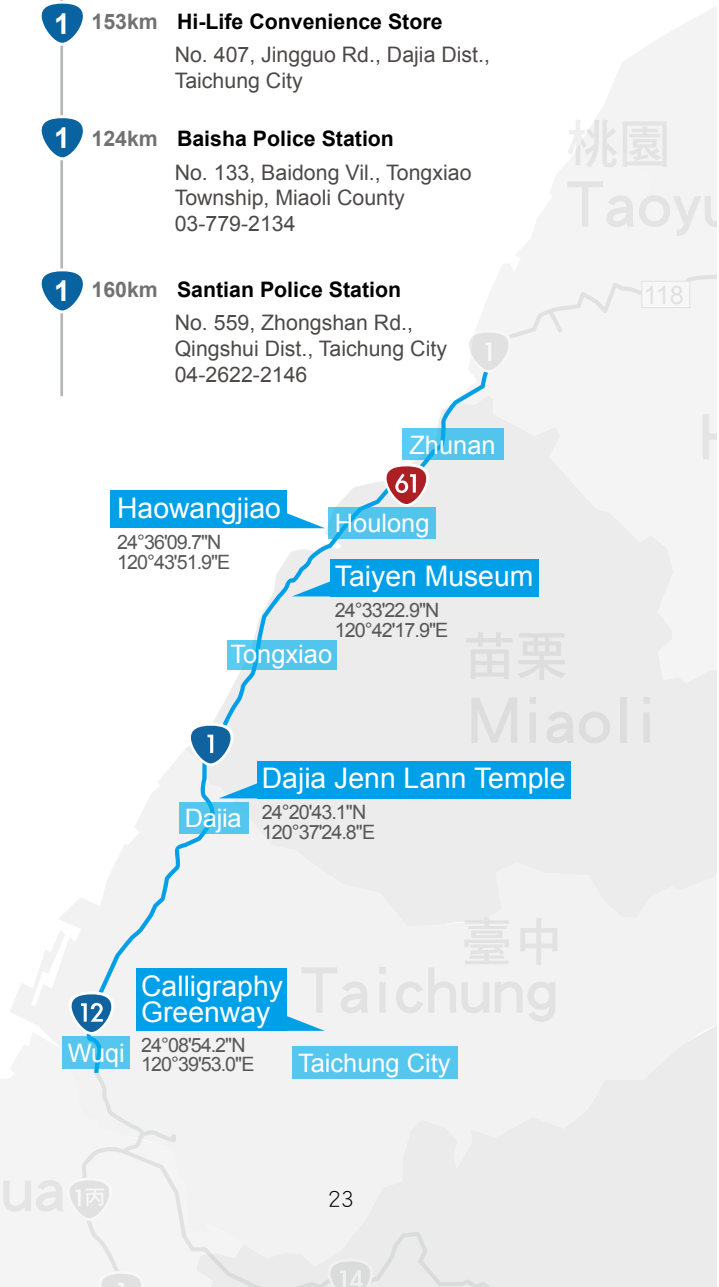 1 153km Hi-Life Convenience Store
No. 407, Jingguo Rd., Dajia Dist.,
Taichung City
1 124km Baisha Police Station
No. 133, Baidong Vil., Tongxiao
Township, Miaoli County
03-779-2134
1 160km Santian Police Station
No. 559, Zhongshan Rd.,
Qingshui Dist., Taichung City
04-2622-2146
桃園
Taoyu
118
1
Zhunan
H
61
Haowangjiao
24°36'09.7"N
120°43'51.9"E
Houlong
Taiyen Museum
24°33'22.9"N
120°42'17.9"E
Tongxiao
苗栗
Miaoli
1
Dajia Jenn Lann Temple
24°20'43.1"N
120°37'24.8"E
Dajia
臺中
Taichung
Calligraphy
Greenway
24°08'54.2"N
120°39'53.0"E
12
Wuqi
Taichung City
ua
1丙
23
14
1